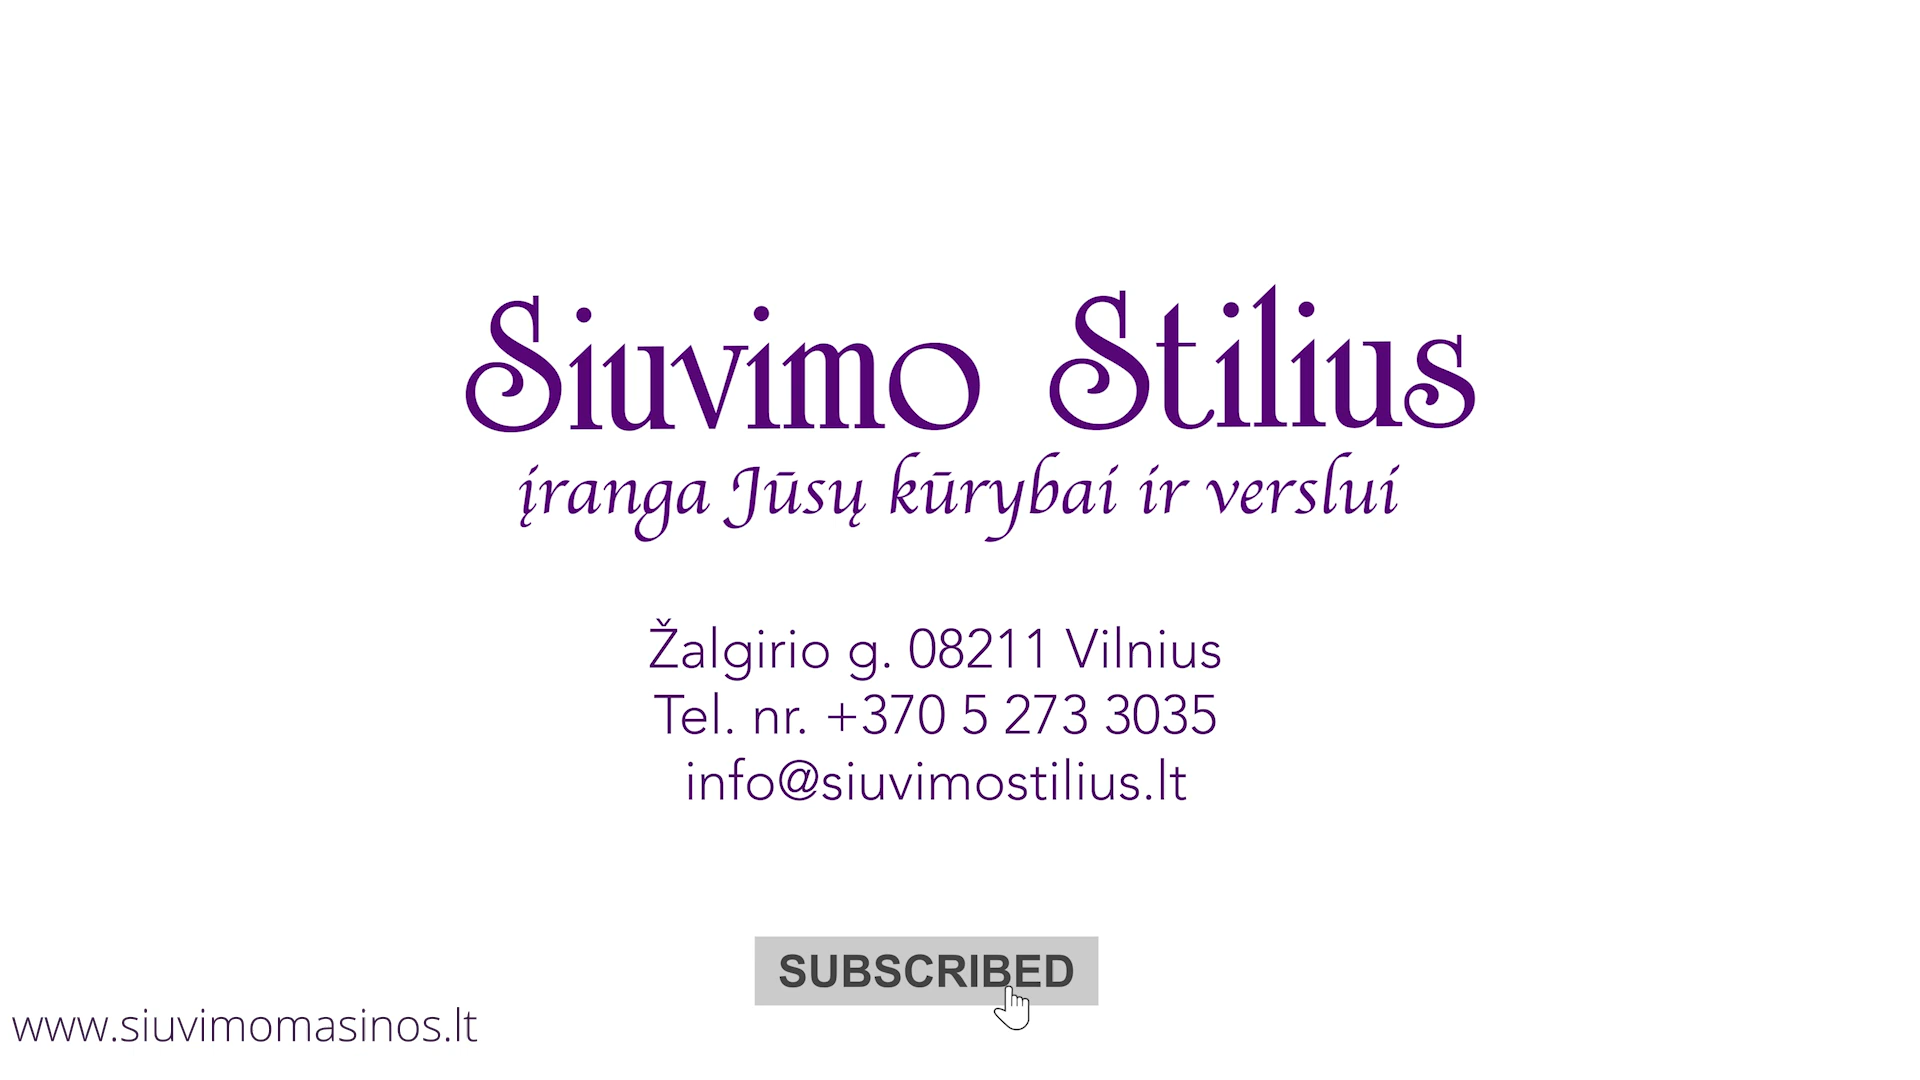 Siuvimo Stilius
įranga Jūsų kūrybai ir verslui
Žalgirio g. 08211 Vilnius
Tel. nr. +370 5 273 3035
info@siuvimostilius.lt
SUBSCRIBED
www.siuvimomasinos.lt